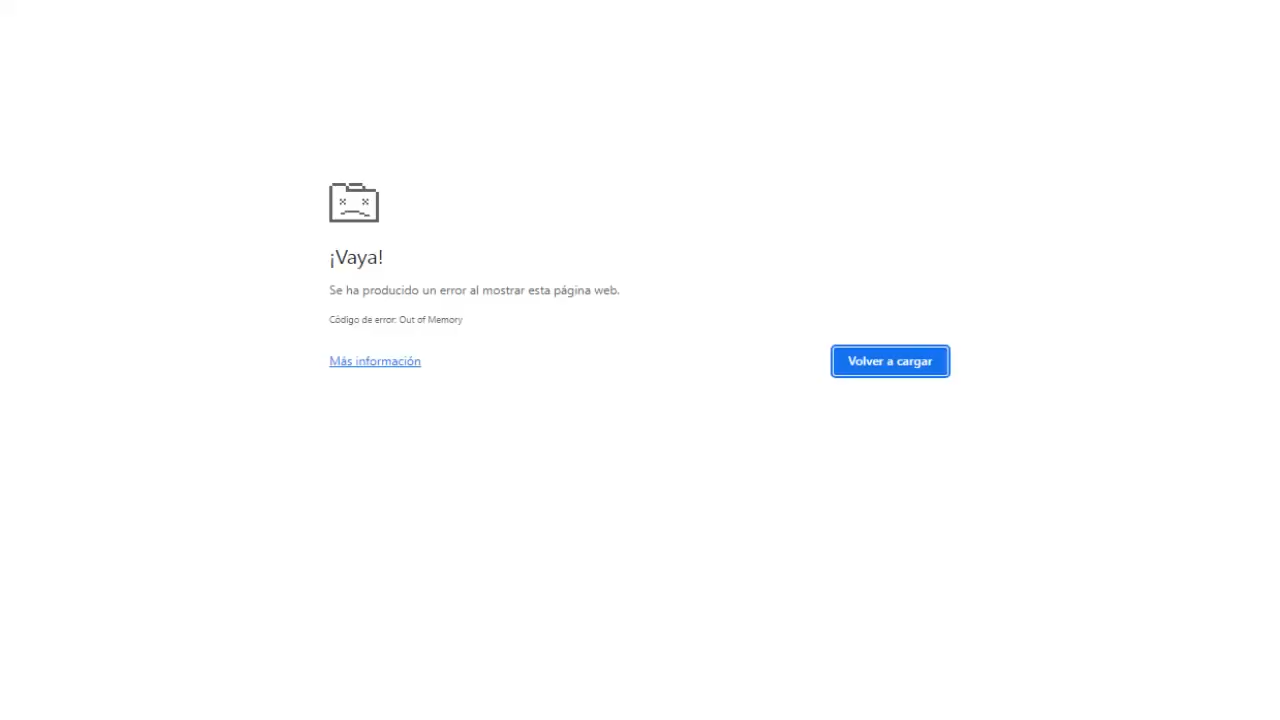 ¡Vaya!
Se ha producido un error al mostrar esta página web.
Código de error: Out of Memory
Más información
Volver a cargar